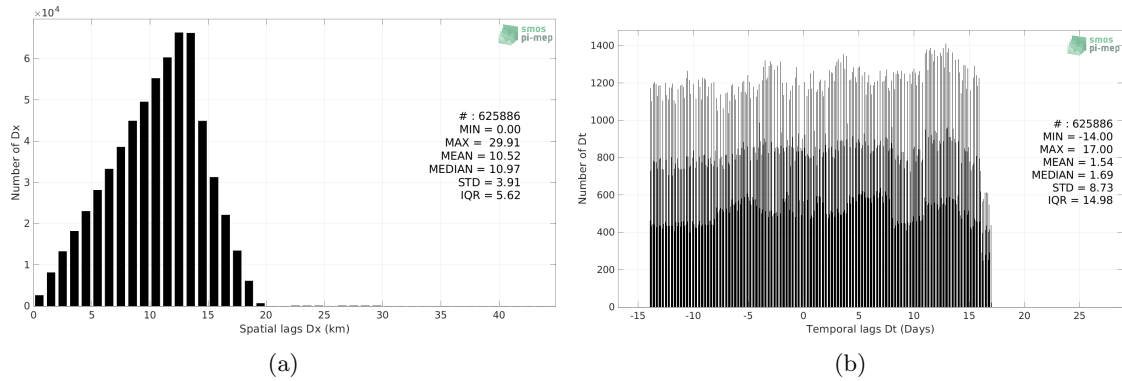 ×10⁴
smos
pi-mep
6
5
4
3
2
1
0
Number of Dx
# : 625886
MIN = 0.00
MAX = 29.91
MEAN = 10.52
MEDIAN = 10.97
STD = 3.91
IQR = 5.62
0 5 10 15 20 25 30 35 40
Spatial lags Dx (km)
(a)
smos
pi-mep
1400
1200
1000
800
600
400
200
0
Number of Dt
# : 625886
MIN = -14.00
MAX = 17.00
MEAN = 1.54
MEDIAN = 1.69
STD = 8.73
IQR = 14.98
-15 -10 -5 0 5 10 15 20 25
Temporal lags Dt (Days)
(b)